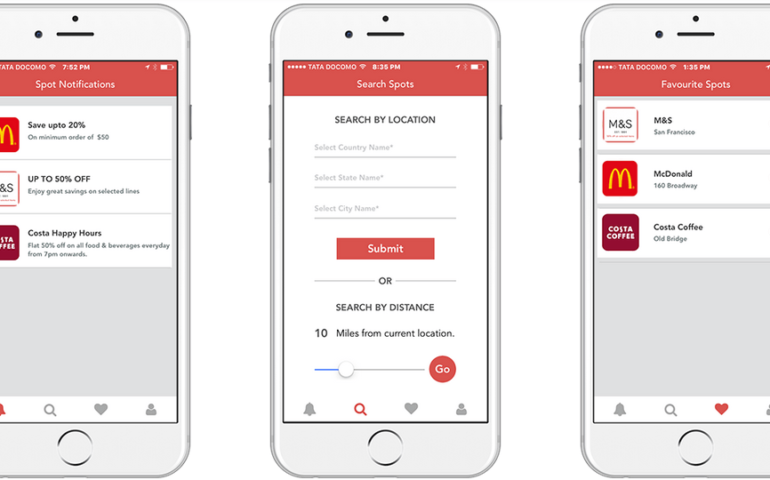 TATA DOCOMO 7:52 PM
Spot Notifications
Save upto 20%
On minimum order of $50
M&S
UP TO 50% OFF
Enjoy great savings on selected lines
COSTA
COFFEE
Costa Happy Hours
Flat 50% off on all food & beverages everyday
from 7pm onwards.
TATA DOCOMO 8:35 PM
Search Spots
SEARCH BY LOCATION
Select Country Name*
Select State Name*
Select City Name*
Submit
OR
SEARCH BY DISTANCE
10 Miles from current location.
Go
TATA DOCOMO 1:35 PM
Favourite Spots
M&S
M&S
San Francisco
McDonald
160 Broadway
COSTA
COFFEE
Costa Coffee
Old Bridge